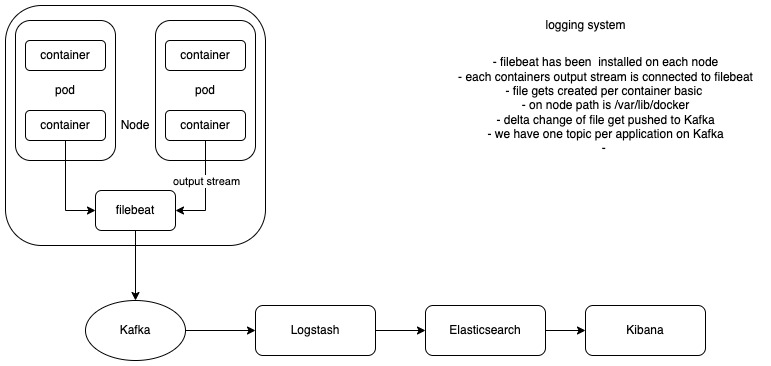 logging system
container
container
- filebeat has been installed on each node
- each containers output stream is connected to filebeat
pod
pod
- file gets created per container basic
- on node path is /var/lib/docker
container
Node
container
- delta change of file get pushed to Kafka
- we have one topic per application on Kafka
-
output stream
filebeat
Kafka
Logstash
Elasticsearch
Kibana